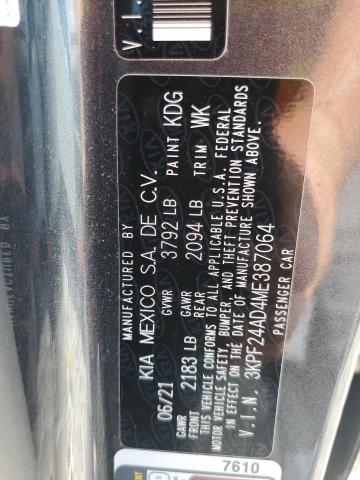 V.I.
MANUFACTURED BY
KIA MEXICO S.A. DE C.V.
06/21 GVWR 3792 LB PAINT KDG
GAWR FRONT 2183 LB GAWR REAR 2094 LB TRIM WK
THIS VEHICLE CONFORMS TO ALL APPLICABLE U.S.A. FEDERAL
MOTOR VEHICLE SAFETY, BUMPER, AND THEFT PREVENTION STANDARDS
IN EFFECT ON THE DATE OF MANUFACTURE SHOWN ABOVE.
V.I.N. 3KPF24AD4ME387064
PASSENGER CAR
7610